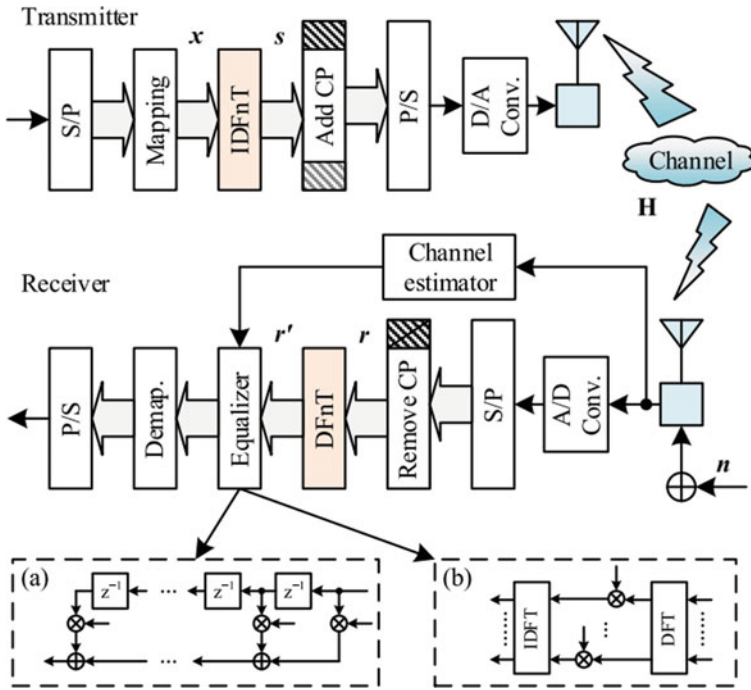 Transmitter
x
s
S/P
Mapping
IDFnT
Add CP
P/S
D/A
Conv.
Channel
H
Channel
estimator
Receiver
r'
r
P/S
Demap.
Equalizer
DFnT
Remove CP
S/P
A/D
Conv.
n
(a)
z⁻¹
...
z⁻¹
z⁻¹
...
(b)
IDFT
...
DFT